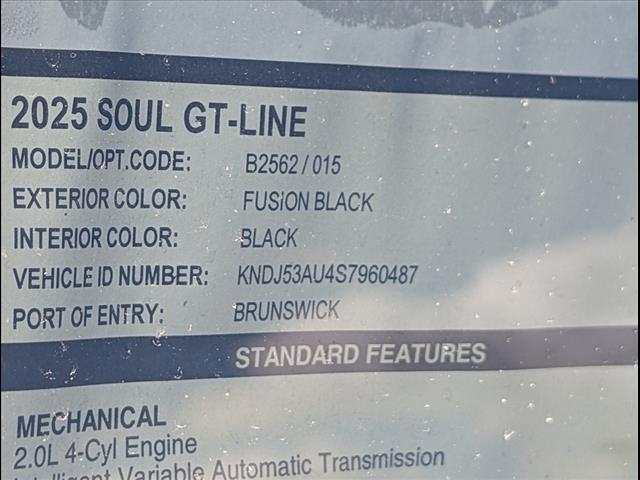 2025 SOUL GT-LINE
MODEL/OPT.CODE: B2562 / 015
EXTERIOR COLOR: FUSION BLACK
INTERIOR COLOR: BLACK
VEHICLE ID NUMBER: KNDJ53AU4S7960487
PORT OF ENTRY: BRUNSWICK
STANDARD FEATURES
MECHANICAL
2.0L 4-Cyl Engine
Intelligent Variable Automatic Transmission